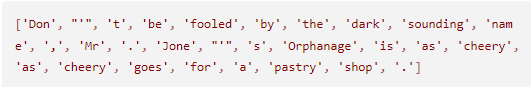 ['Don', "'", 't', 'be', 'fooled', 'by', 'the', 'dark', 'sounding', 'nam
e', ',', 'Mr', '.', 'Jone', "'", 's', 'Orphanage', 'is', 'as', 'cheery',
'as', 'cheery', 'goes', 'for', 'a', 'pastry', 'shop', '.']